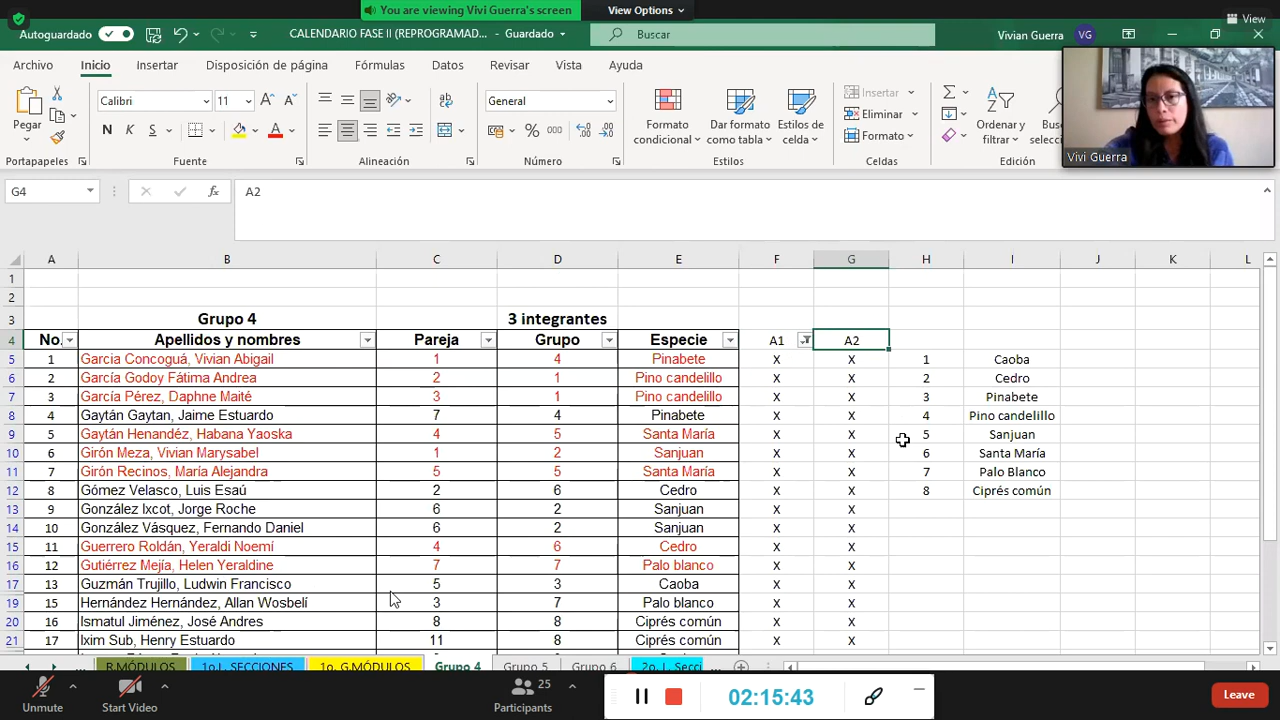 You are viewing Vivi Guerra's screen
View Options
View
Autoguardado
CALENDARIO FASE II (REPROGRAMAD... - Guardado
Buscar
Vivian Guerra
VG
Archivo Inicio Insertar Disposición de página Fórmulas Datos Revisar Vista Ayuda
Pegar
Calibri
11
General
N K S
Formato condicional
Dar formato como tabla
Estilos de celda
Insertar
Eliminar
Formato
Ordenar y filtrar
Portapapeles Fuente Alineación Número Estilos Celdas Edición
Vivi Guerra
G4
fx
A2
A B C D E F G H I J K L
1
2
3 Grupo 4 3 integrantes
4 No. Apellidos y nombres Pareja Grupo Especie A1 A2
5 1 García Concoguá, Vivian Abigail 1 4 Pinabete X X 1 Caoba
6 2 García Godoy Fátima Andrea 2 1 Pino candelillo X X 2 Cedro
7 3 García Pérez, Daphne Maité 3 1 Pino candelillo X X 3 Pinabete
8 4 Gaytán Gaytan, Jaime Estuardo 7 4 Pinabete X X 4 Pino candelillo
9 5 Gaytán Henandéz, Habana Yaoska 4 5 Santa María X X 5 Sanjuan
10 6 Girón Meza, Vivian Marysabel 1 2 Sanjuan X X 6 Santa María
11 7 Girón Recinos, María Alejandra 5 5 Santa María X X 7 Palo Blanco
12 8 Gómez Velasco, Luis Esaú 2 6 Cedro X X 8 Ciprés común
13 9 González Ixcot, Jorge Roche 6 2 Sanjuan X X
14 10 González Vásquez, Fernando Daniel 6 2 Sanjuan X X
15 11 Guerrero Roldán, Yeraldi Noemí 4 6 Cedro X X
16 12 Gutiérrez Mejía, Helen Yeraldine 7 7 Palo blanco X X
17 13 Guzmán Trujillo, Ludwin Francisco 5 3 Caoba X X
19 15 Hernández Hernández, Allan Wosbelí 3 7 Palo blanco X X
20 16 Ismatul Jiménez, José Andres 8 8 Ciprés común X X
21 17 Ixim Sub, Henry Estuardo 11 8 Ciprés común X X
R.MÓDULOS 1o.L. SECCIONES 1o. G.MÓDULOS Grupo 4 Grupo 5 Grupo 6 2o. L. Secci ...
Unmute
Start Video
25
Participants
02:15:43
Leave